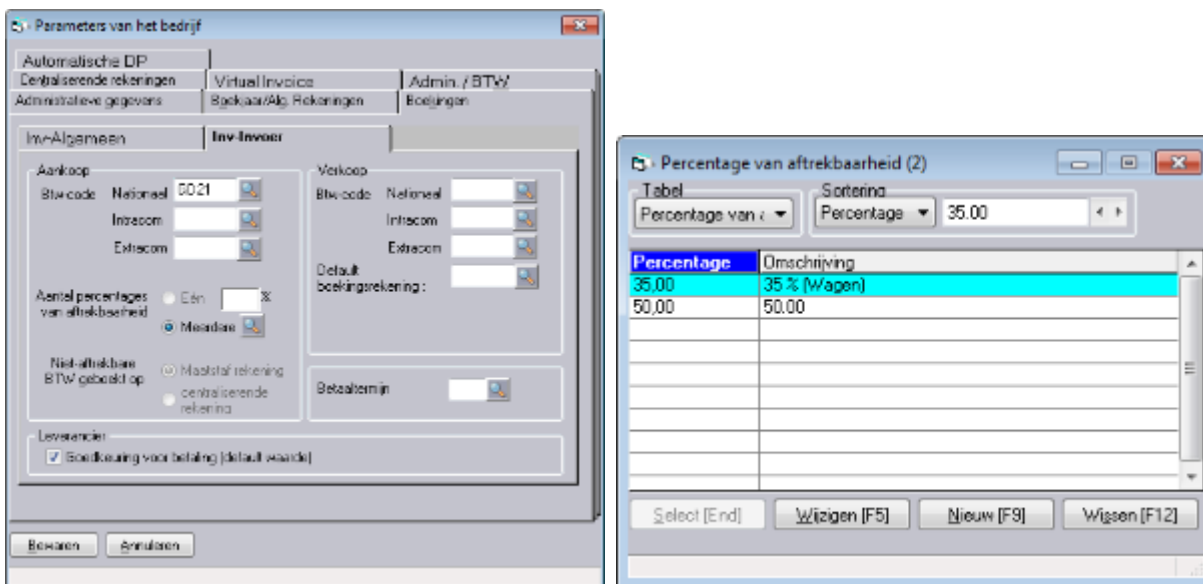 Parameters van het bedrijf
Automatische DP
Centraliserende rekeningen Virtual Invoice Admin. / BTW
Administratieve gegevens Boekjaar/Alg. Rekeningen Boekingen
Inv-Algemeen Inv-Invoer
Aankoop
Btw-code Nationaal
Intracom
Extracom
Aantal percentages
van aftrekbaarheid
Eén %
Meerdere
Niet-aftrekbare
BTW geboekt op
Maatstaf rekening
centraliserende
rekening
Verkoop
Btw-code Nationaal
Intracom
Extracom
Default
boekingsrekening :
Betaaltermijn
Leverancier
Goedkeuring voor betaling (default waarde)
Bewaren Annuleren
Percentage van aftrekbaarheid (2)
Tabel Sortering
Percentage van Percentage 35.00
Percentage Omschrijving
35,00 35 % (Wagen)
50,00 50.00
Select [End] Wijzigen [F5] Nieuw [F9] Wissen [F12]